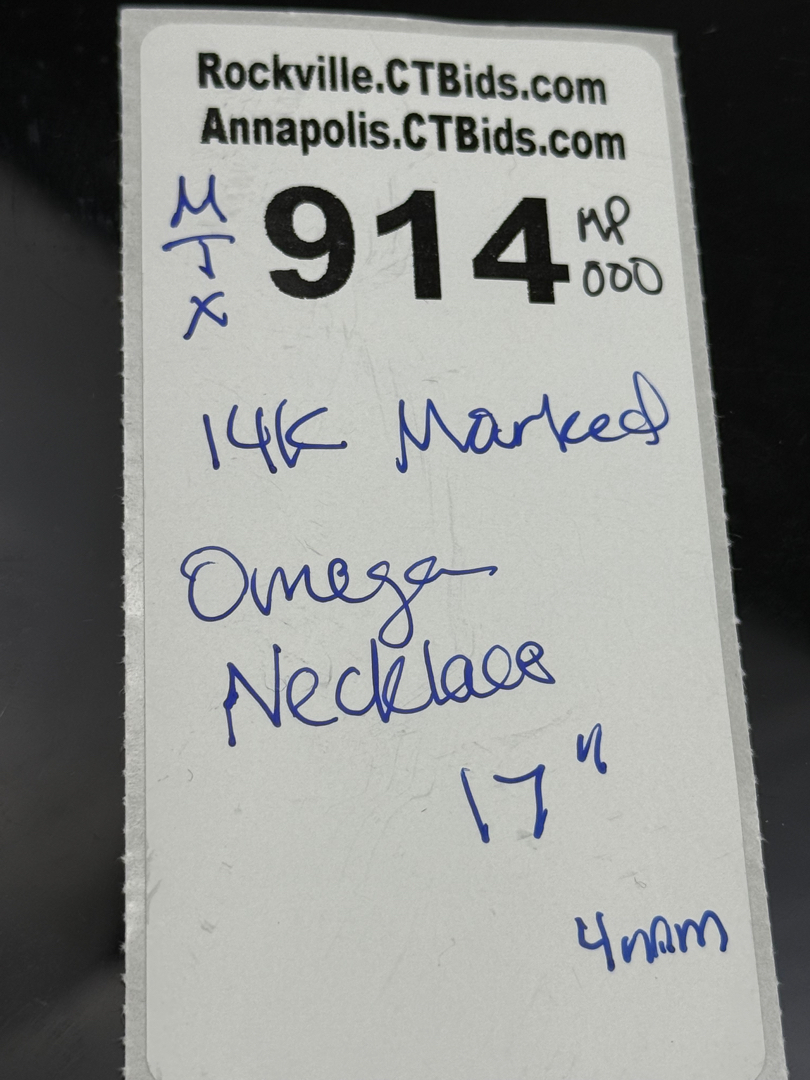 Rockville.CTBids.com
Annapolis.CTBids.com
M
T
X
914
MP
000
14K Marked
Omega
Necklace
17"
4mm